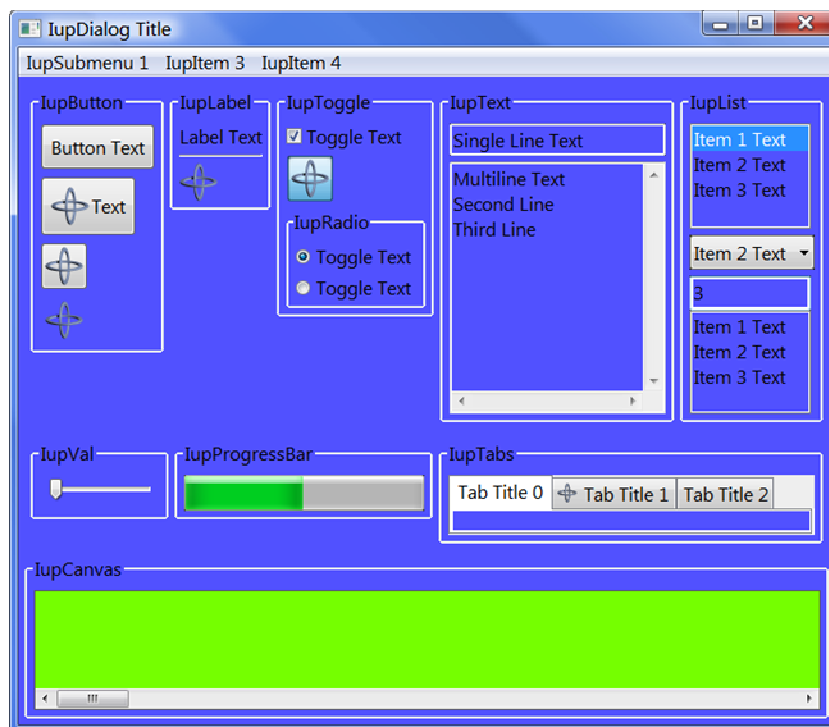 IupDialog Title
IupSubmenu 1 IupItem 3 IupItem 4
IupButton
Button Text
Text
IupLabel
Label Text
IupToggle
Toggle Text
IupRadio
Toggle Text
Toggle Text
IupText
Single Line Text
Multiline Text
Second Line
Third Line
IupList
Item 1 Text
Item 2 Text
Item 3 Text
Item 2 Text
3
Item 1 Text
Item 2 Text
Item 3 Text
IupVal
IupProgressBar
IupTabs
Tab Title 0 Tab Title 1 Tab Title 2
IupCanvas